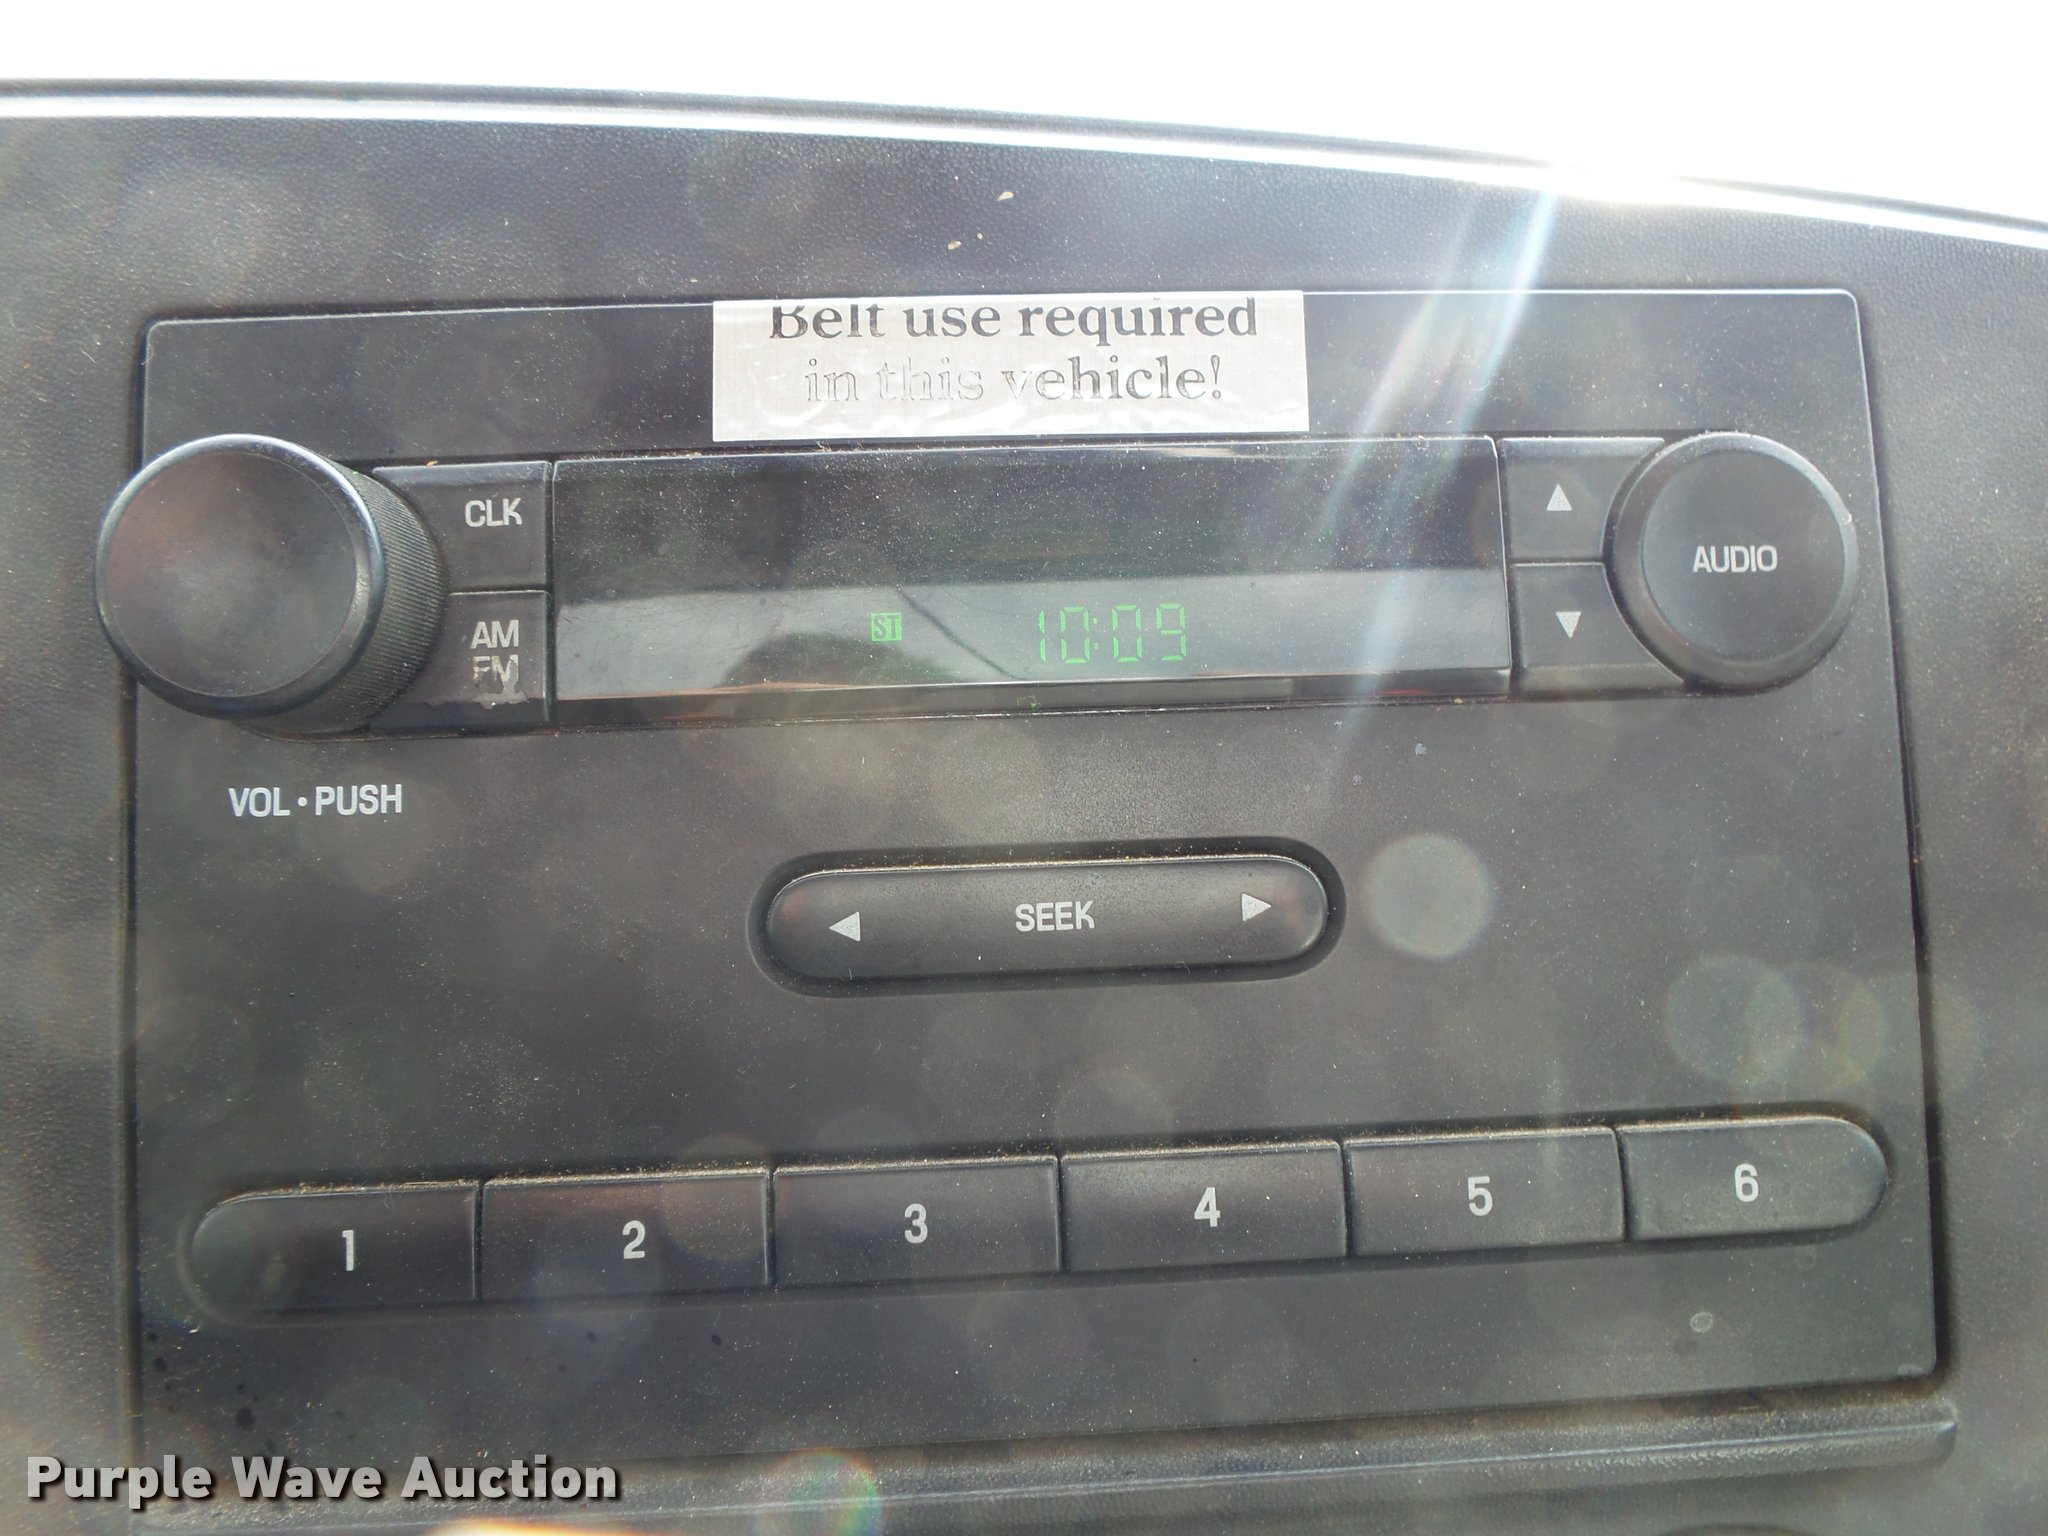 Belt use required
in this vehicle!
CLK
AM
FM
ST
10:09
AUDIO
VOL • PUSH
SEEK
1 2 3 4 5 6
Purple Wave Auction